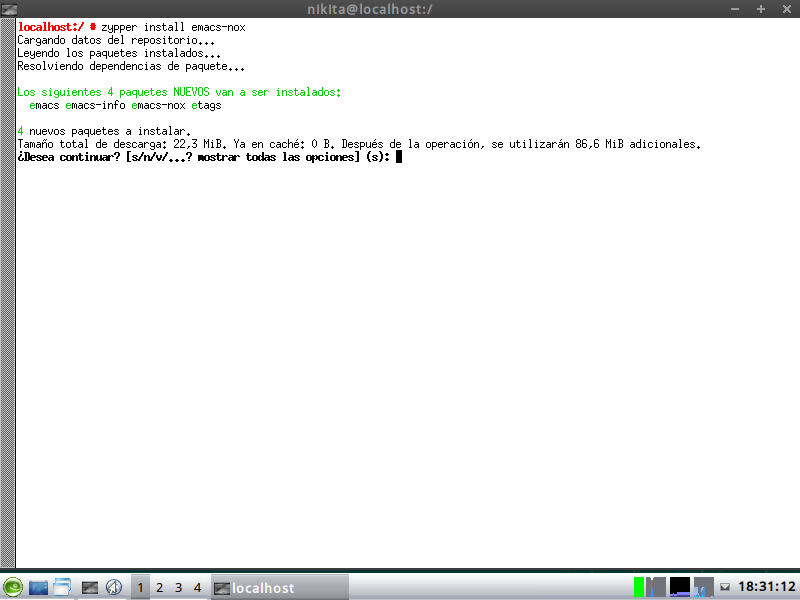 nikita@localhost:/
localhost:/ # zypper install emacs-nox
Cargando datos del repositorio...
Leyendo los paquetes instalados...
Resolviendo dependencias de paquete...
Los siguientes 4 paquetes NUEVOS van a ser instalados:
emacs emacs-info emacs-nox etags
4 nuevos paquetes a instalar.
Tamaño total de descarga: 22,3 MiB. Ya en caché: 0 B. Después de la operación, se utilizarán 86,6 MiB adicionales.
¿Desea continuar? [s/n/v/...? mostrar todas las opciones] (s):
1 2 3 4 localhost 18:31:12